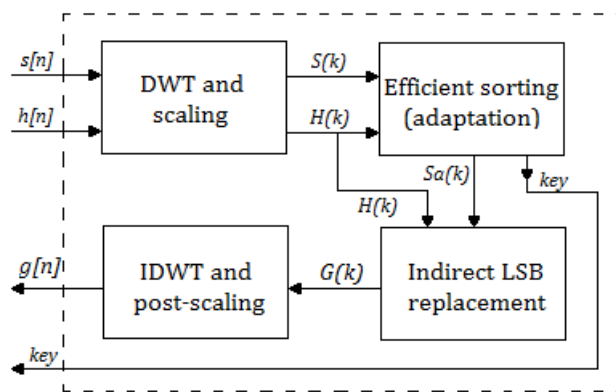 s[n]
h[n]
DWT and
scaling
S(k)
H(k)
Efficient sorting
(adaptation)
Sa(k)
key
H(k)
g[n]
IDWT and
post-scaling
G(k)
Indirect LSB
replacement
key